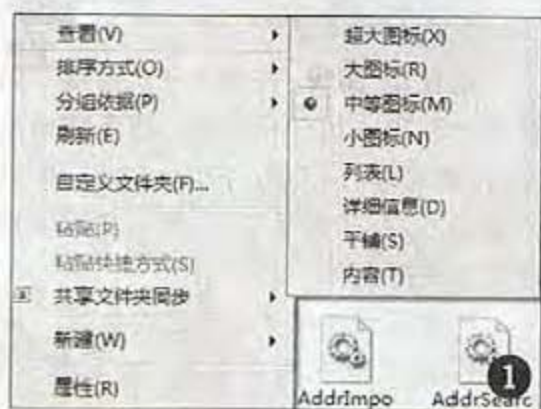 查看(V)
排序方式(O)
分组依据(P)
刷新(E)
自定义文件夹(F)...
粘贴(P)
粘贴快捷方式(S)
共享文件夹同步
新建(W)
属性(R)
超大图标(X)
大图标(R)
中等图标(M)
小图标(N)
列表(L)
详细信息(D)
平铺(S)
内容(T)
AddrImpo
AddrSearc
1